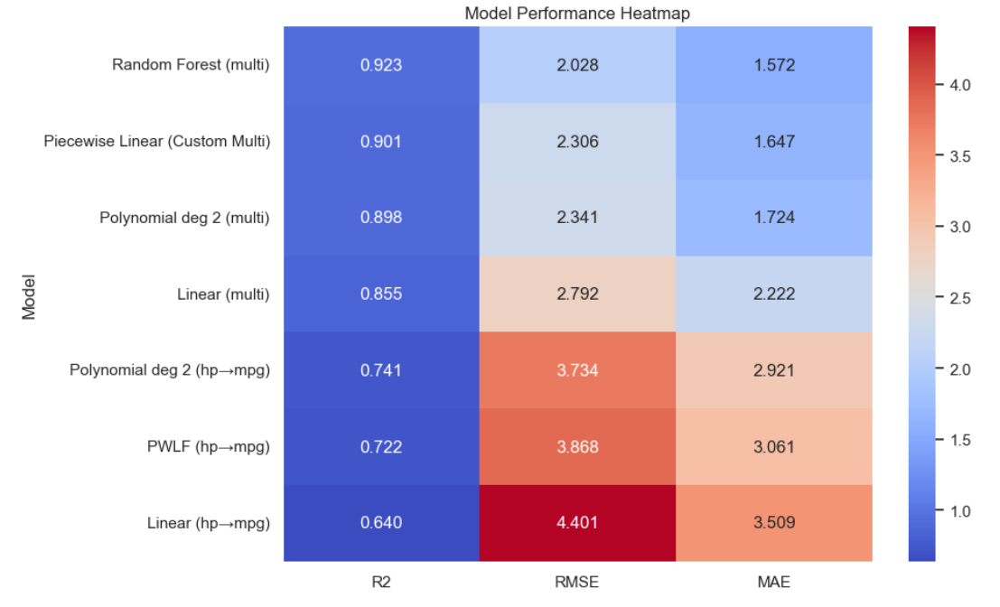 Model Performance Heatmap
Random Forest (multi) 0.923 2.028 1.572
Piecewise Linear (Custom Multi) 0.901 2.306 1.647
Polynomial deg 2 (multi) 0.898 2.341 1.724
Linear (multi) 0.855 2.792 2.222
Polynomial deg 2 (hp→mpg) 0.741 3.734 2.921
PWLF (hp→mpg) 0.722 3.868 3.061
Linear (hp→mpg) 0.640 4.401 3.509
R2 RMSE MAE
Model
4.0
3.5
3.0
2.5
2.0
1.5
1.0